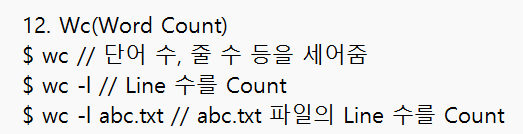 12. Wc(Word Count)
$ wc // 단어 수, 줄 수 등을 세어줌
$ wc -l // Line 수를 Count
$ wc -l abc.txt // abc.txt 파일의 Line 수를 Count